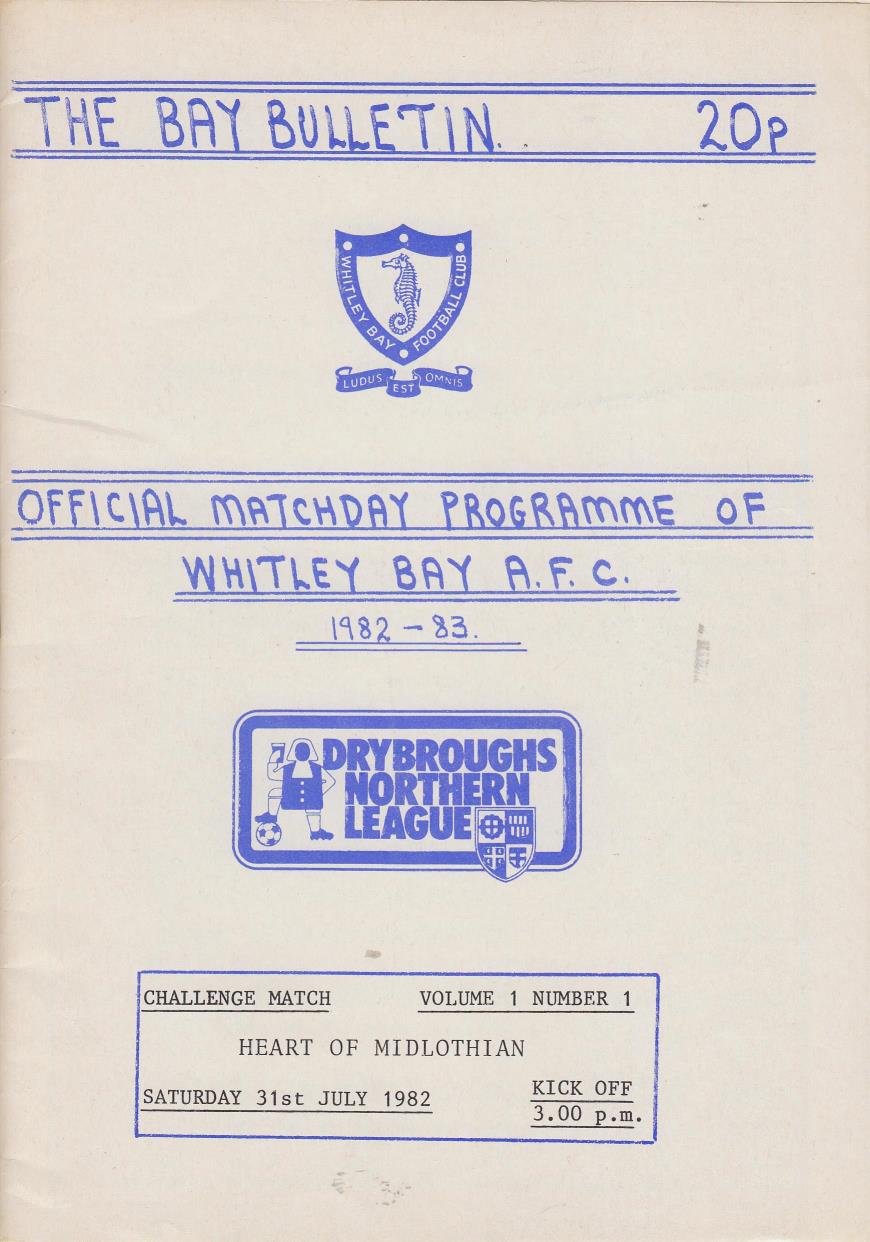 THE BAY BULLETIN. 20p
WHITLEY BAY FOOTBALL CLUB
LUDUS EST OMNIS
OFFICIAL MATCHDAY PROGRAMME OF
WHITLEY BAY A.F.C.
1982-83.
DRYBROUGHS
NORTHERN
LEAGUE
CHALLENGE MATCH VOLUME 1 NUMBER 1
HEART OF MIDLOTHIAN
SATURDAY 31st JULY 1982 KICK OFF
3.00 p.m.